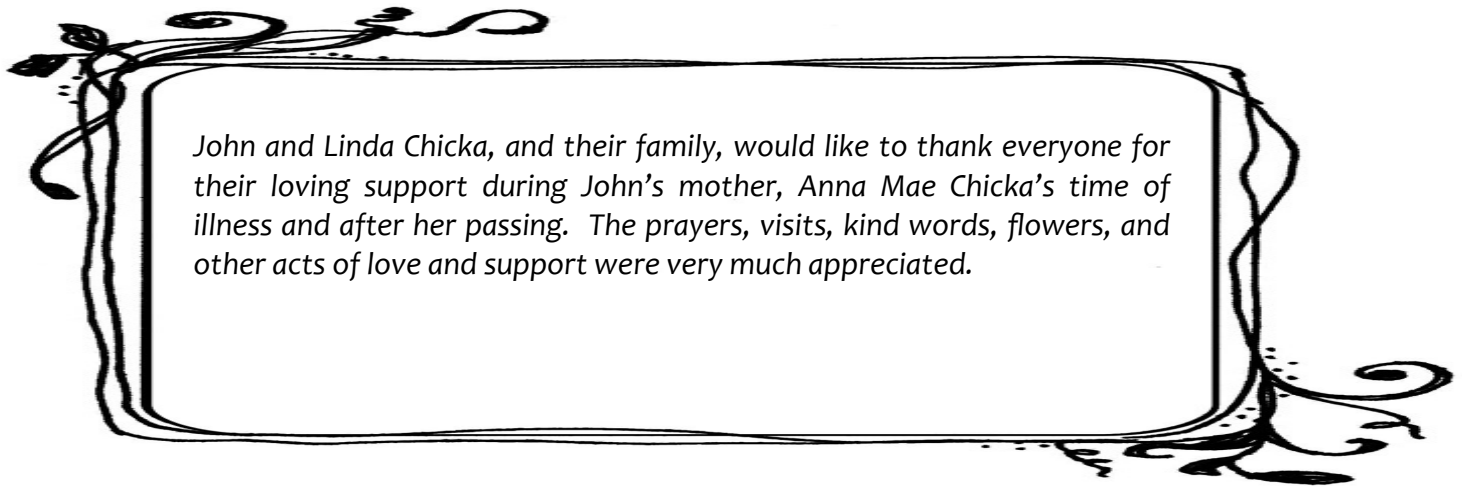 John and Linda Chicka, and their family, would like to thank everyone for
their loving support during John’s mother, Anna Mae Chicka’s time of
illness and after her passing.  The prayers, visits, kind words, flowers, and
other acts of love and support were very much appreciated.